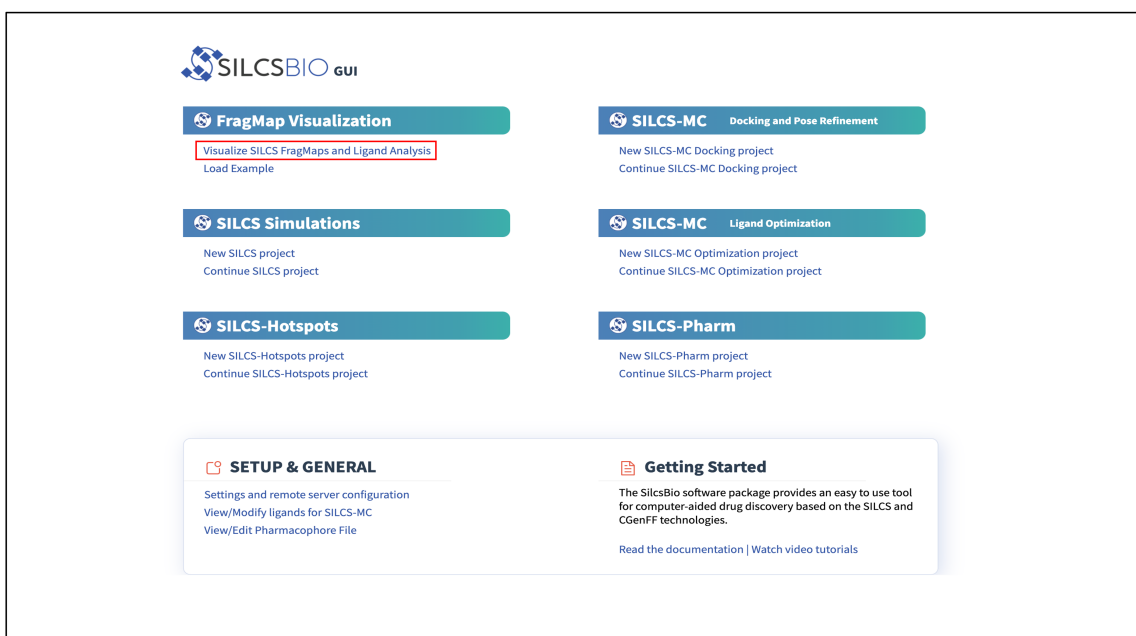 SILCSBIO GUI
FragMap Visualization
Visualize SILCS FragMaps and Ligand Analysis
Load Example
SILCS-MC Docking and Pose Refinement
New SILCS-MC Docking project
Continue SILCS-MC Docking project
SILCS Simulations
New SILCS project
Continue SILCS project
SILCS-MC Ligand Optimization
New SILCS-MC Optimization project
Continue SILCS-MC Optimization project
SILCS-Hotspots
New SILCS-Hotspots project
Continue SILCS-Hotspots project
SILCS-Pharm
New SILCS-Pharm project
Continue SILCS-Pharm project
SETUP & GENERAL
Settings and remote server configuration
View/Modify ligands for SILCS-MC
View/Edit Pharmacophore File
Getting Started
The SilcsBio software package provides an easy to use tool
for computer-aided drug discovery based on the SILCS and
CGenFF technologies.
Read the documentation | Watch video tutorials